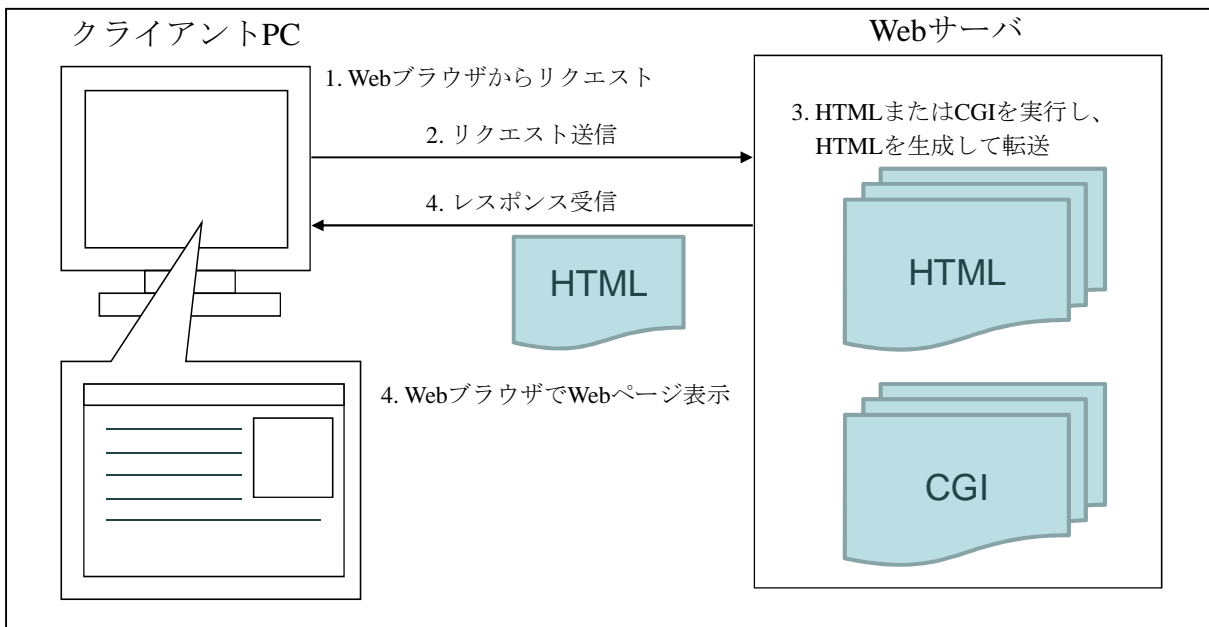 クライアントPC
Webサーバ
1. Webブラウザからリクエスト
2. リクエスト送信
3. HTMLまたはCGIを実行し、
HTMLを生成して転送
4. レスポンス受信
HTML
HTML
4. WebブラウザでWebページ表示
CGI